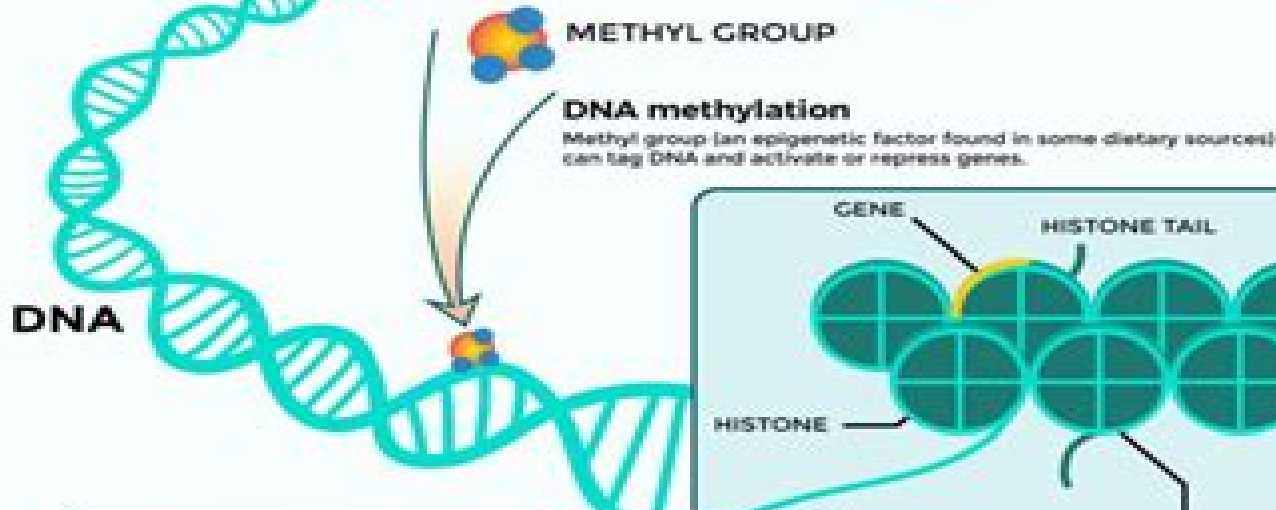 METHYL GROUP
DNA methylation
Methyl group (an epigenetic factor found in some dietary sources)
can tag DNA and activate or repress genes.
GENE
HISTONE TAIL
DNA
HISTONE